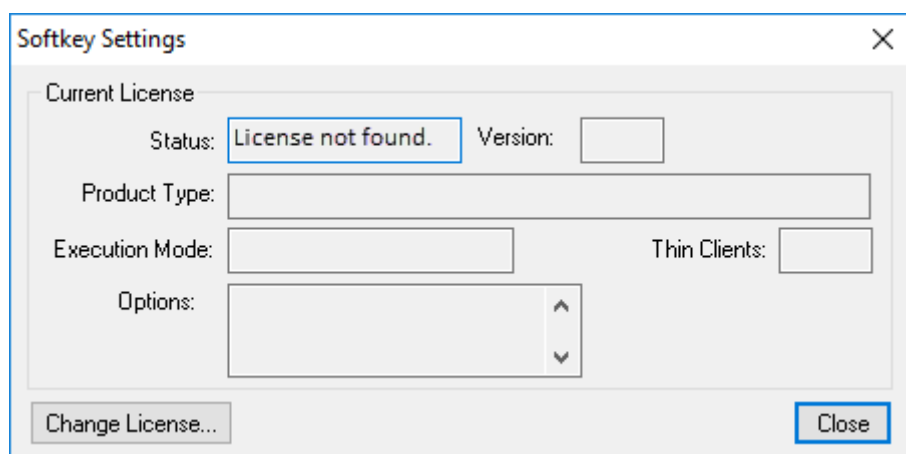 Softkey Settings
Current License
Status: License not found. Version:
Product Type:
Execution Mode: Thin Clients:
Options:
Change License... Close